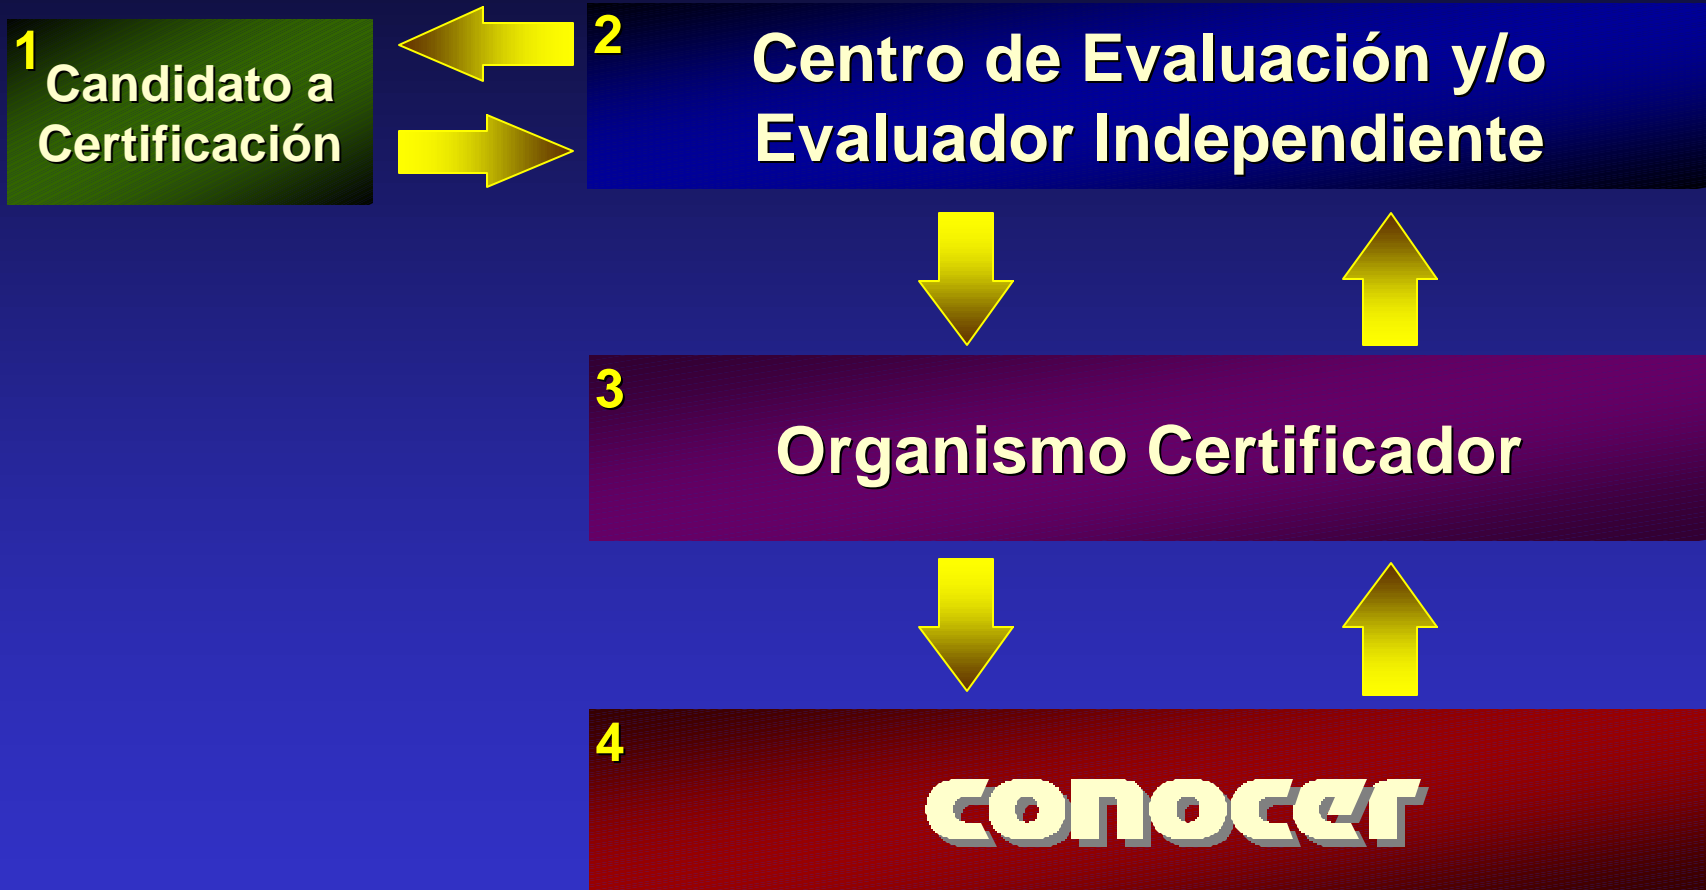 1
Candidato a
Certificación
2
Centro de Evaluación y/o
Evaluador Independiente
3
Organismo Certificador
4
conocer